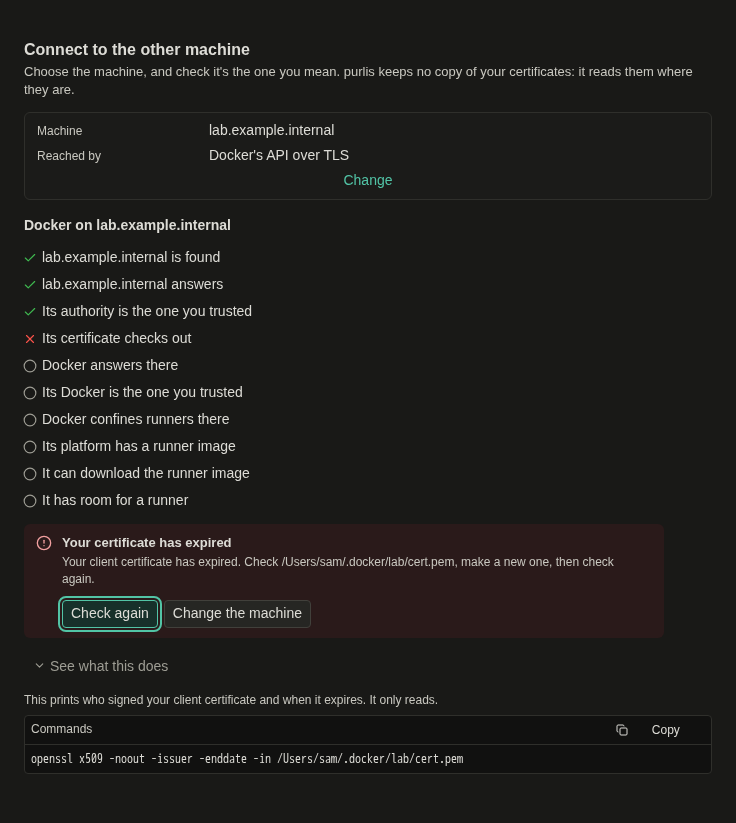 Connect to the other machine
Choose the machine, and check it's the one you mean. purlis keeps no copy of your certificates: it reads them where
they are.
Machine lab.example.internal
Reached by Docker's API over TLS
Change
Docker on lab.example.internal
lab.example.internal is found
lab.example.internal answers
Its authority is the one you trusted
Its certificate checks out
Docker answers there
Its Docker is the one you trusted
Docker confines runners there
Its platform has a runner image
It can download the runner image
It has room for a runner
Your certificate has expired
Your client certificate has expired. Check /Users/sam/.docker/lab/cert.pem, make a new one, then check
again.
Check again Change the machine
See what this does
This prints who signed your client certificate and when it expires. It only reads.
Commands Copy
openssl x509 -noout -issuer -enddate -in /Users/sam/.docker/lab/cert.pem